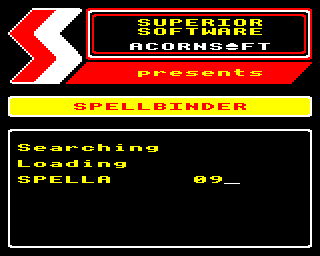 SUPERIOR
SOFTWARE
ACORNSOFT
presents
SPELLBINDER
Searching
Loading
SPELLA 09_